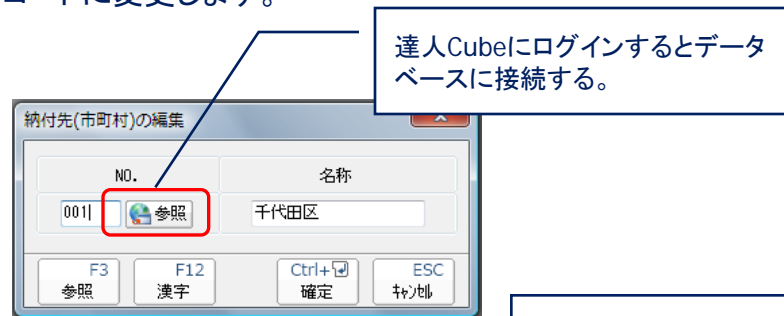 コードに変更します。
達人Cubeにログインするとデータ
ベースに接続する。
納付先(市町村)の編集
NO.
名称
001
参照
千代田区
F3
参照
F12
漢字
Ctrl+
確定
ESC
ｷｬﾝｾﾙ